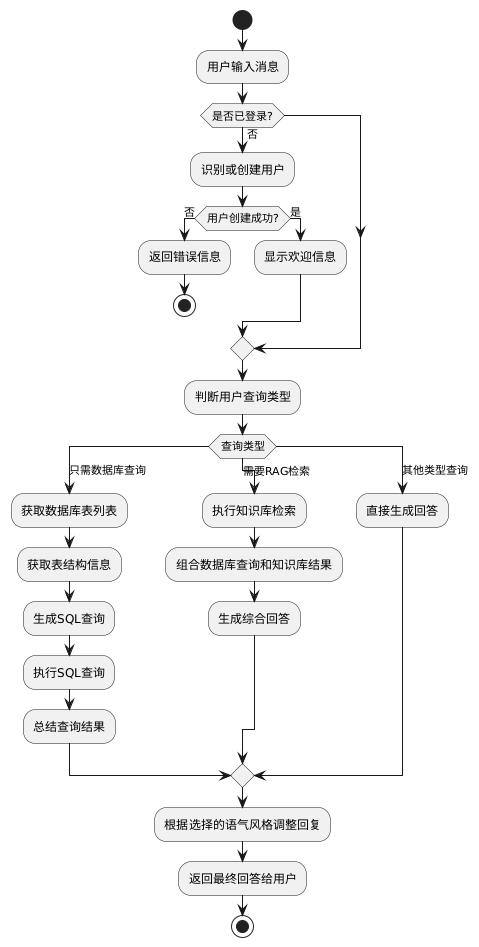 用户输入消息
是否已登录?
否
识别或创建用户
否
用户创建成功?
是
返回错误信息
显示欢迎信息
判断用户查询类型
查询类型
只需数据库查询
需要RAG检索
其他类型查询
获取数据库表列表
执行知识库检索
直接生成回答
获取表结构信息
组合数据库查询和知识库结果
生成SQL查询
生成综合回答
执行SQL查询
总结查询结果
根据选择的语气风格调整回复
返回最终回答给用户